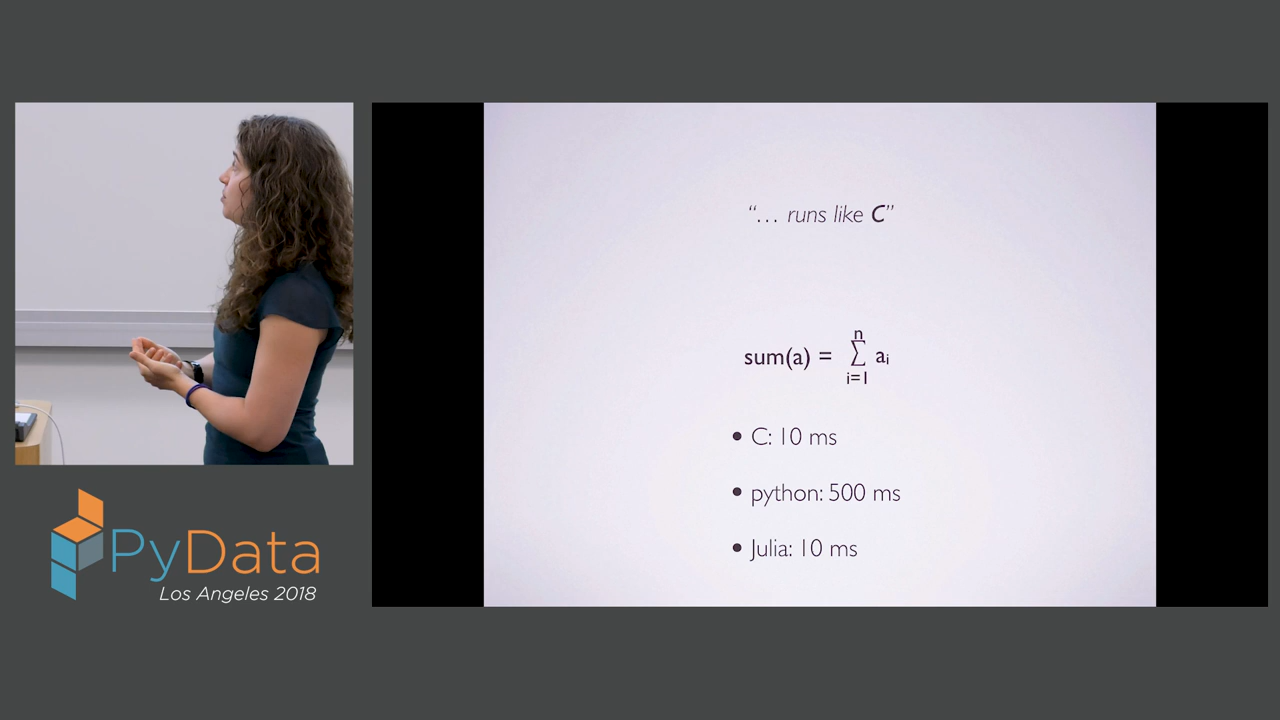 “… runs like C”
sum(a) = n∑i=1 ai
• C: 10 ms
• python: 500 ms
• Julia: 10 ms
PyData
Los Angeles 2018